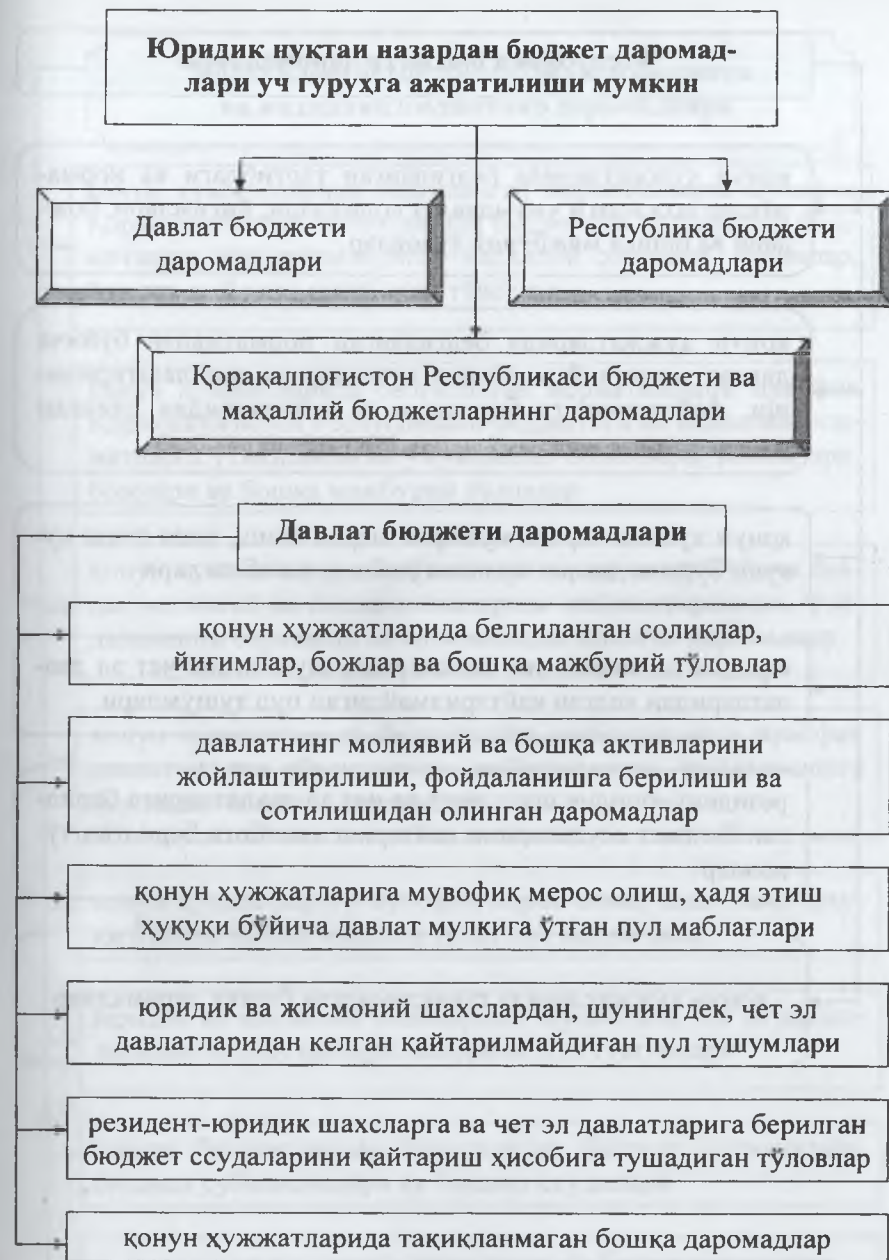 Юридик нуқтаи назардан бюджет даромад-
лари уч гуруҳга ажратилиши мумкин
Давлат бюджети
даромадлари
Республика бюджети
даромадлари
Қорақалпоғистон Республикаси бюджети ва
маҳаллий бюджетларнинг даромадлари
Давлат бюджети даромадлари
қонун ҳужжатларида белгиланган солиқлар,
йиғимлар, божлар ва бошқа мажбурий тўловлар
давлатнинг молиявий ва бошқа активларини
жойлаштирилиши, фойдаланишга берилиши ва
сотилишидан олинган даромадлар
қонун ҳужжатларига мувофиқ мерос олиш, ҳадя этиш
ҳуқуқи бўйича давлат мулкига ўтган пул маблағлари
юридик ва жисмоний шахслардан, шунингдек, чет эл
давлатларидан келган қайтарилмайдиған пул тушумлари
резидент-юридик шахсларга ва чет эл давлатларига берилган
бюджет ссудаларини қайтариш ҳисобига тушадиган тўловлар
қонун ҳужжатларида тақиқланмаган бошқа даромадлар